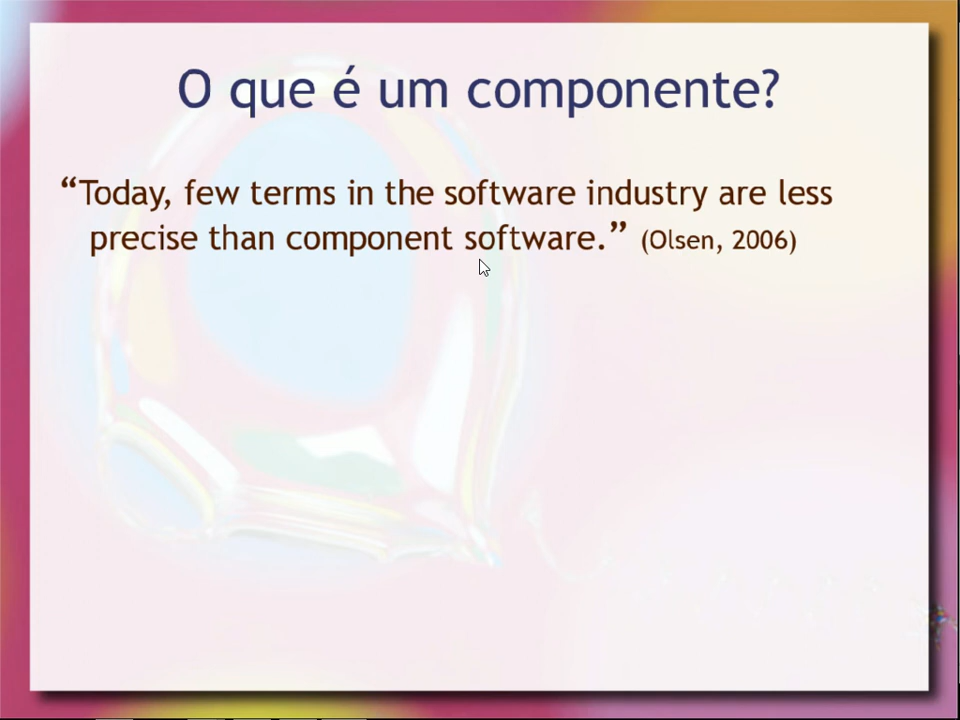 O que é um componente?
“Today, few terms in the software industry are less
precise than component software.” (Olsen, 2006)